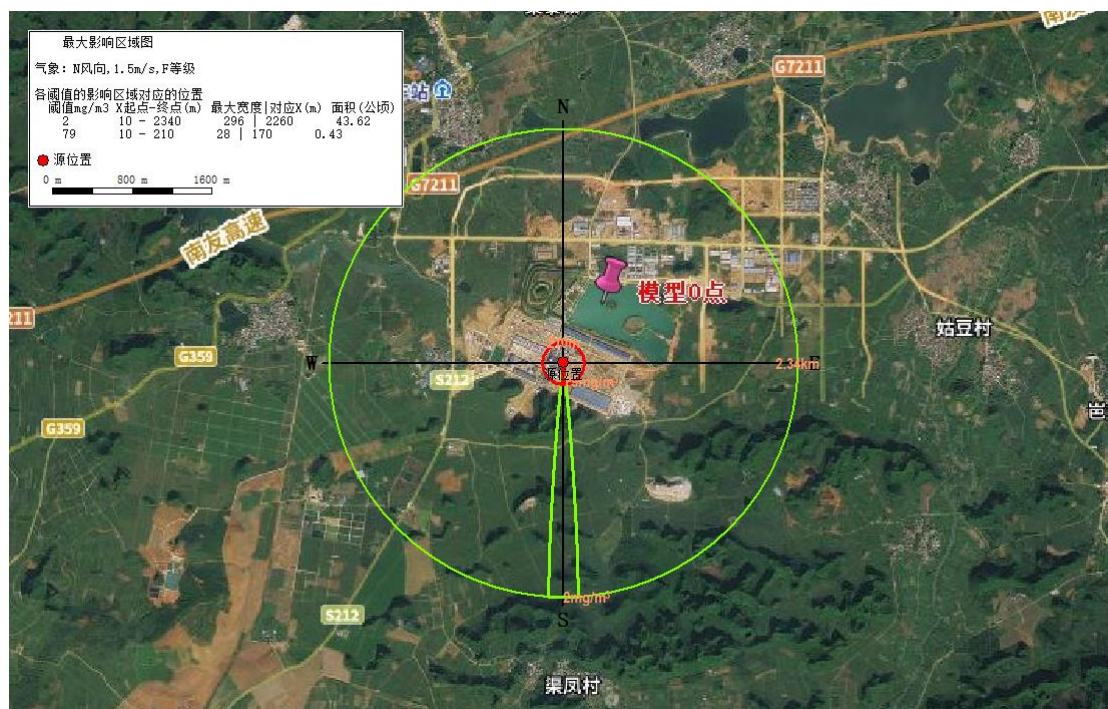 最大影响区域图
气象：N风向,1.5m/s,F等级
各阈值的影响区域对应的位置
阈值mg/m3 X起点-终点(m) 最大宽度|对应X(m) 面积(公顷)
2 10 - 2340 296 | 2260 43.62
79 10 - 210 28 | 170 0.43
源位置
0 m 800 m 1600 m
站
G7211
G7211
南友高速
211
N
模型0点
姑豆村
G359
W
2.34km
E
S212
源位置
G359
S212
2mg/m³
S
渠凤村